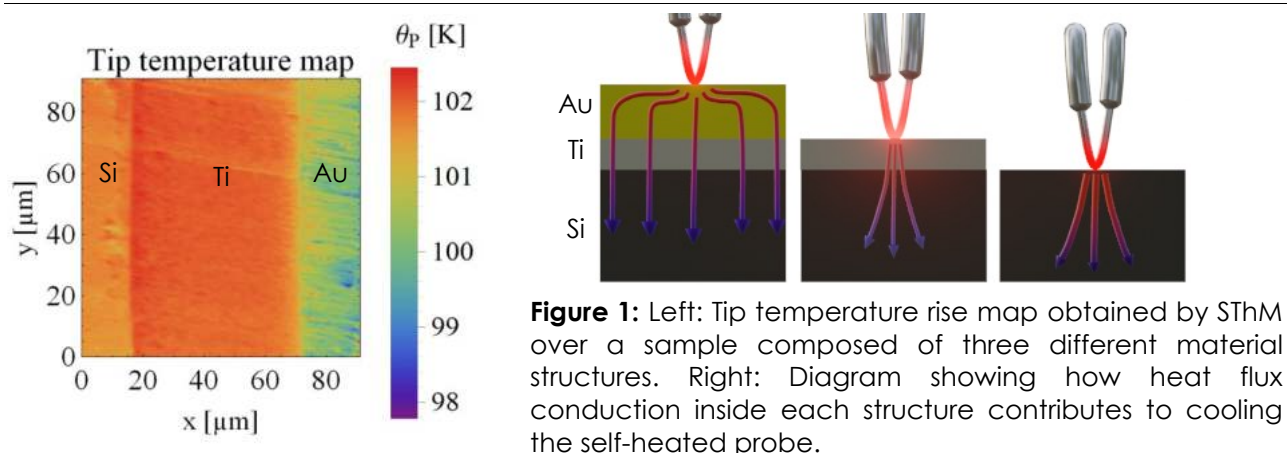 θP [K]
Tip temperature map
80
60
40
20
0
y [µm]
Si
Ti
Au
0 20 40 60 80
x [µm]
102
101
100
99
98
Au
Ti
Si
Figure 1: Left: Tip temperature rise map obtained by SThM
over a sample composed of three different material
structures. Right: Diagram showing how heat flux
conduction inside each structure contributes to cooling
the self-heated probe.